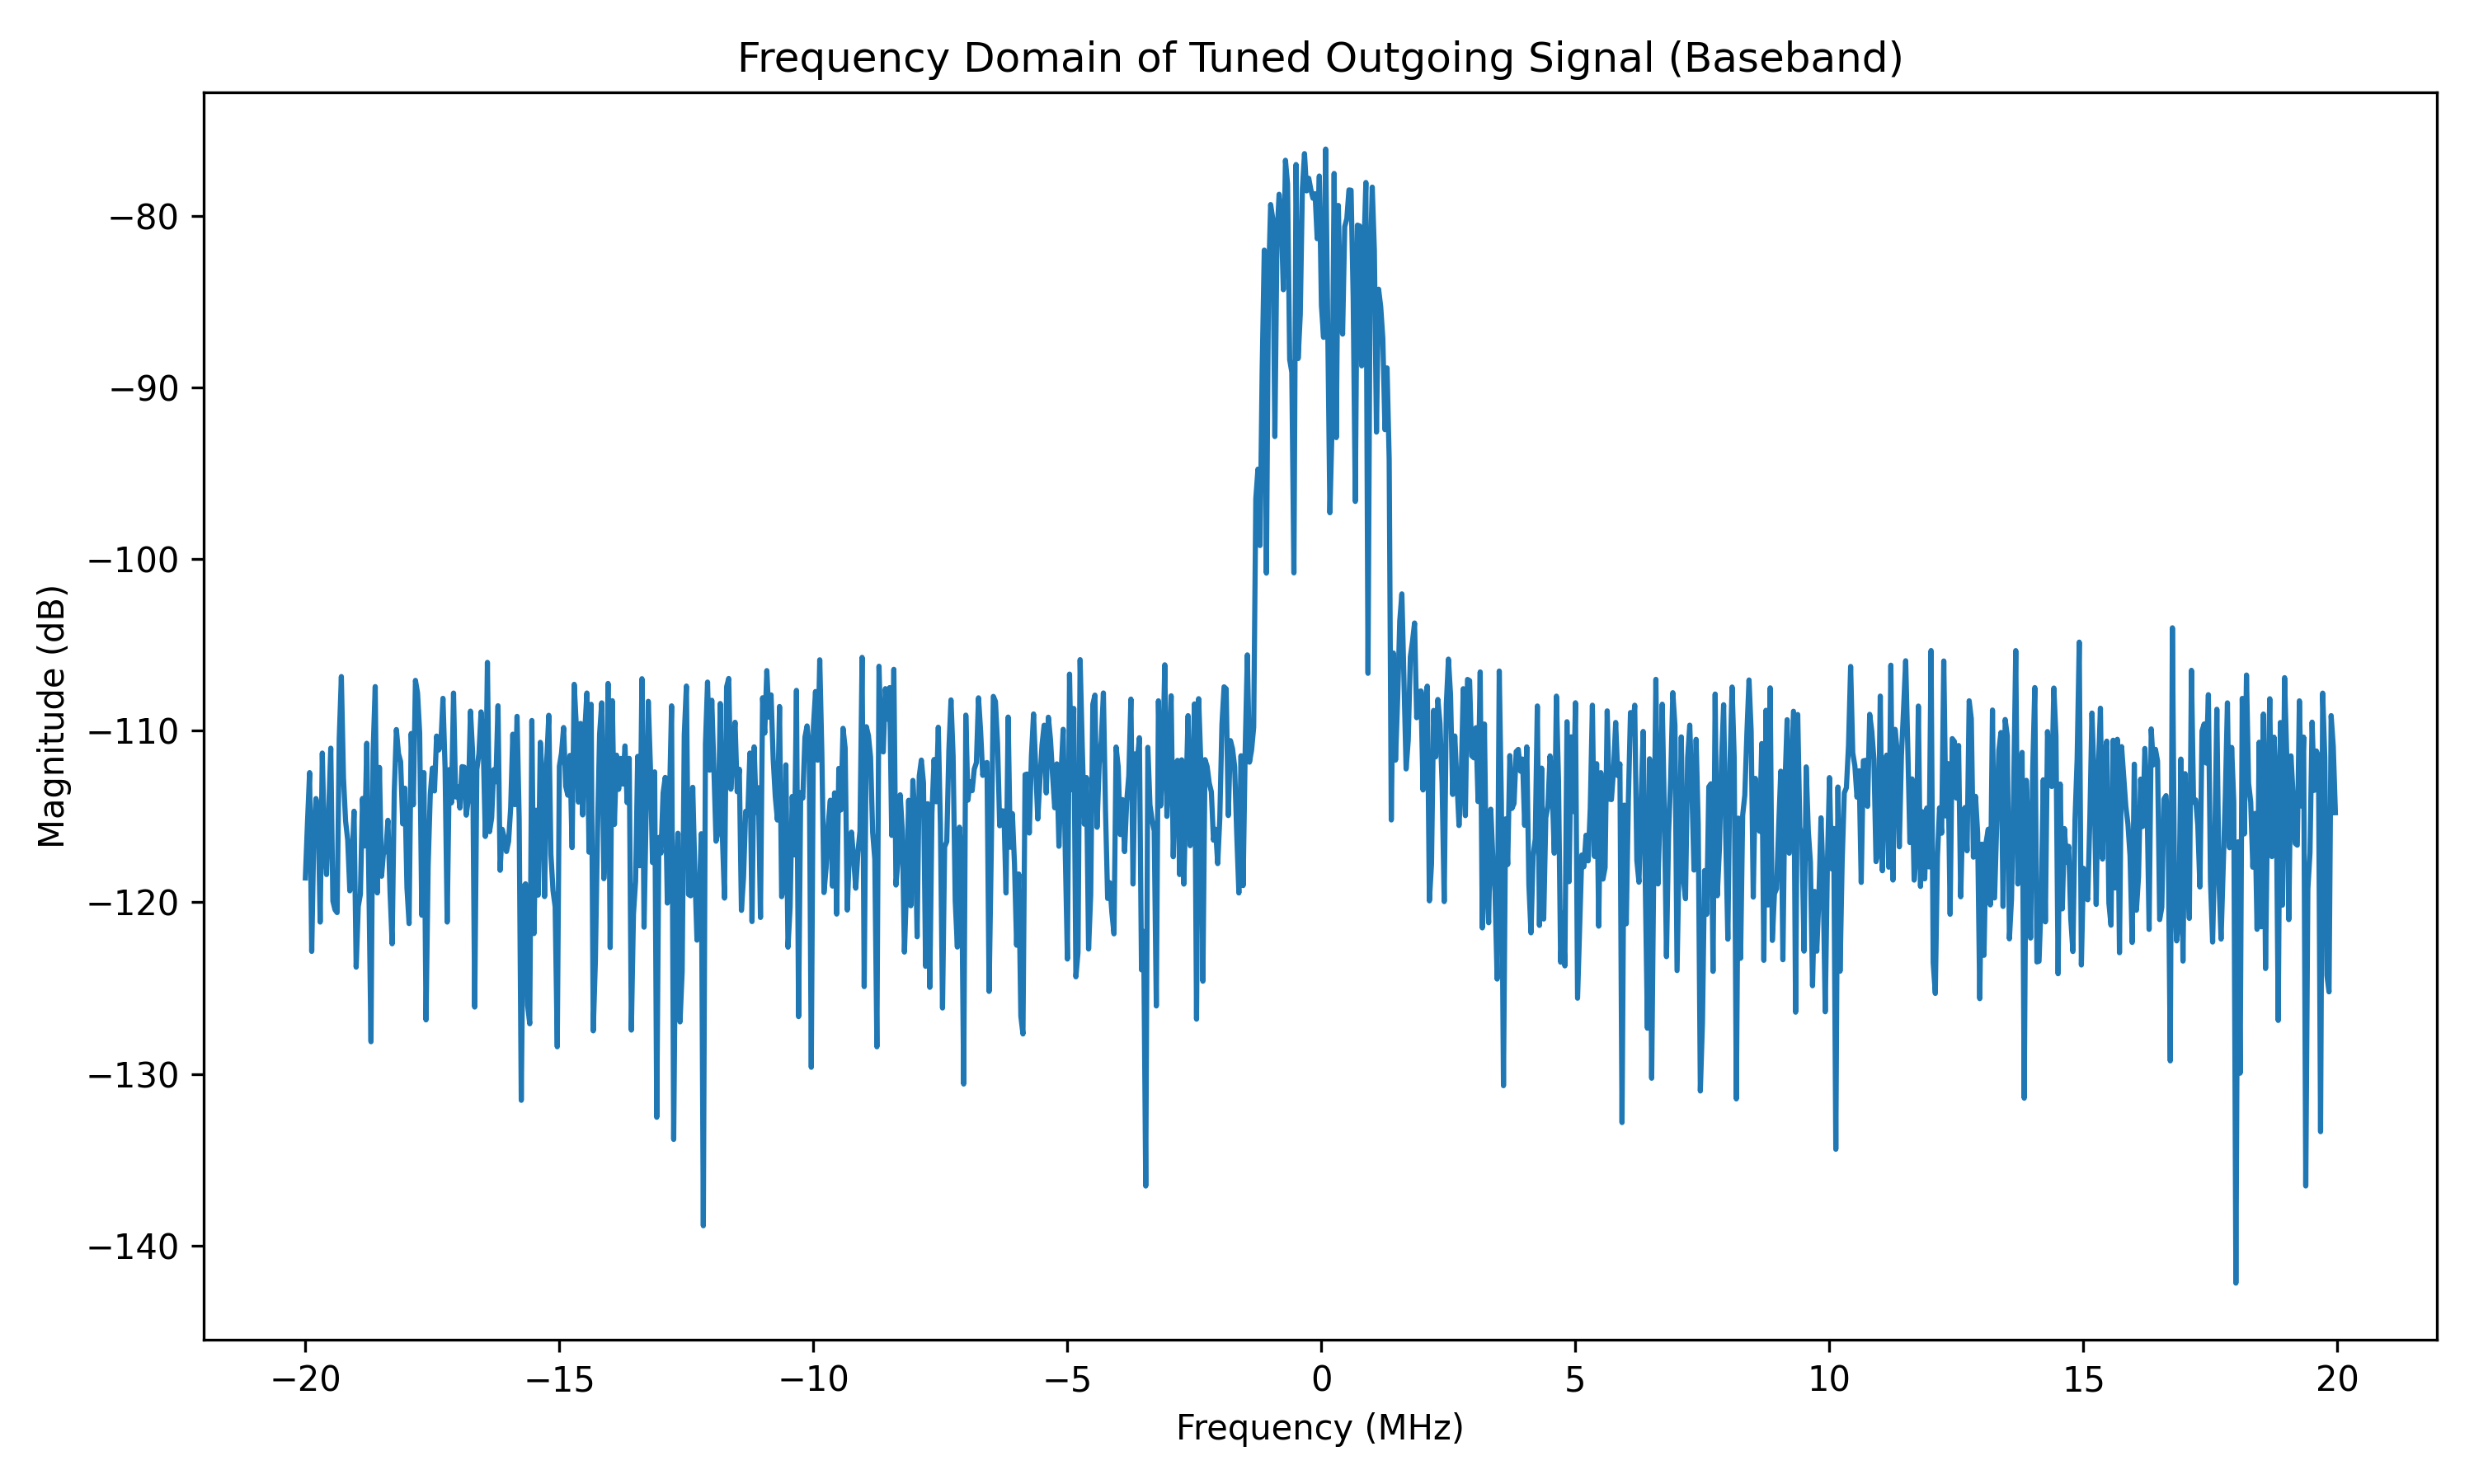 Frequency Domain of Tuned Outgoing Signal (Baseband)
Magnitude (dB)
−80
−90
−100
−110
−120
−130
−140
−20 −15 −10 −5 0 5 10 15 20
Frequency (MHz)